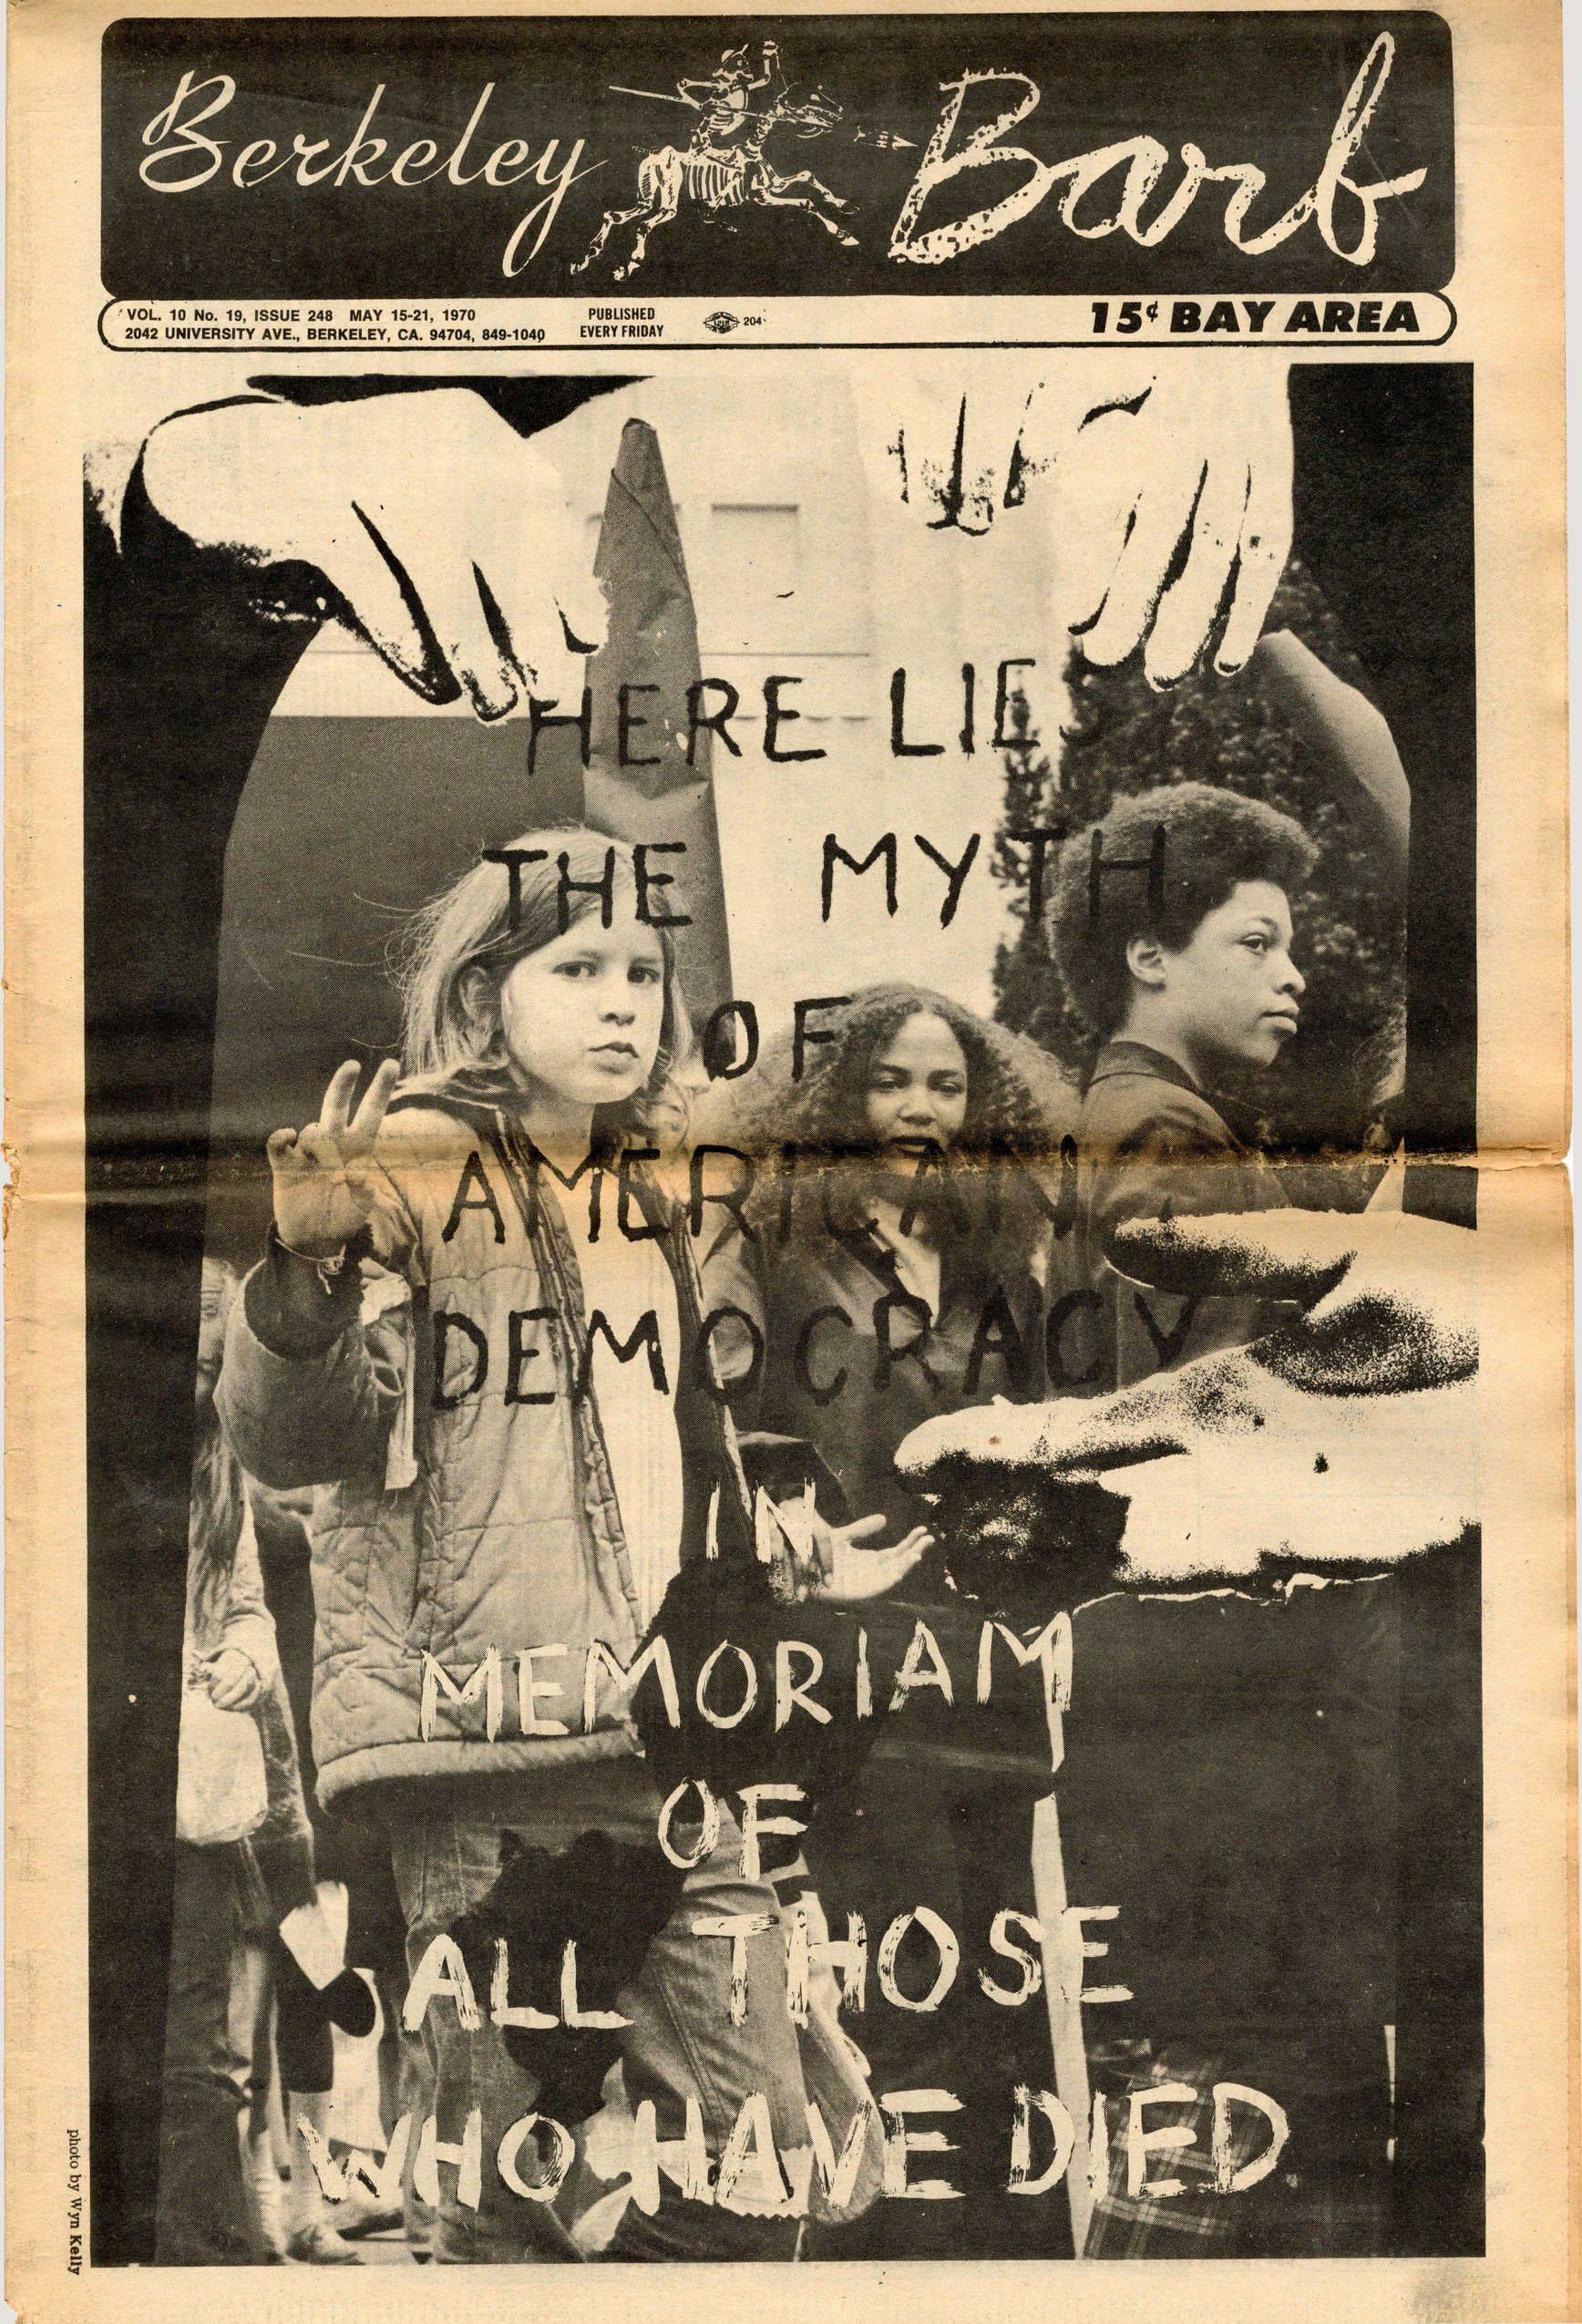 Berkeley Barb
VOL. 10 No. 19, ISSUE 248 MAY 15-21, 1970
2042 UNIVERSITY AVE., BERKELEY, CA. 94704, 849-1040
PUBLISHED
EVERY FRIDAY
204
15¢ BAY AREA
HERE LIES
THE MYTH
OF
AMERICAN
DEMOCRACY
IN
MEMORIAM
OF
ALL THOSE
WHO HAVE DIED
photo by Wyn Kelly